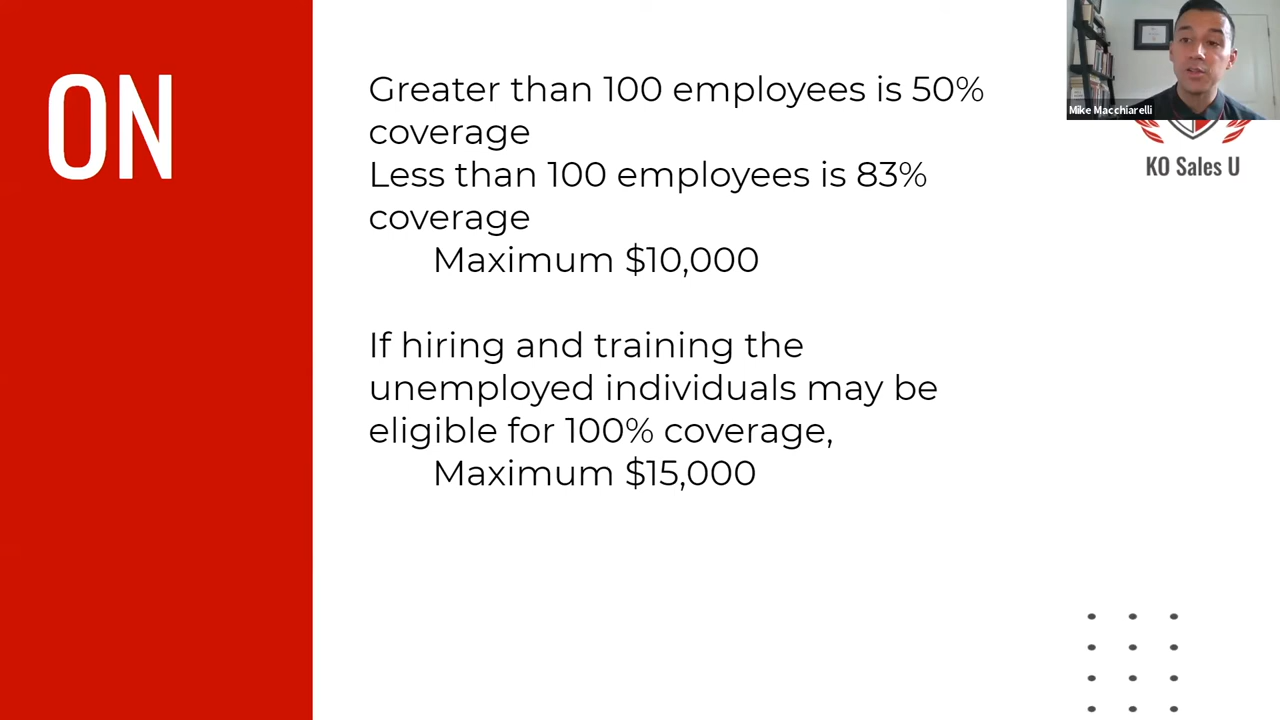 ON
Greater than 100 employees is 50%
coverage
Less than 100 employees is 83%
coverage
Maximum $10,000
If hiring and training the
unemployed individuals may be
eligible for 100% coverage,
Maximum $15,000
Mike Macchiarelli
KO Sales U